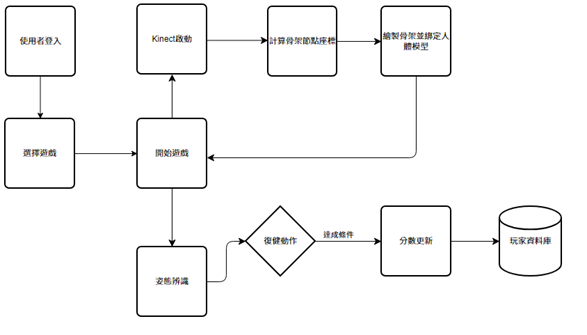 使用者登入
Kinect啟動
計算骨架節點座標
繪製骨架並綁定人
體模型
選擇遊戲
開始遊戲
姿態辨識
復健動作
達成條件
分數更新
玩家資料庫